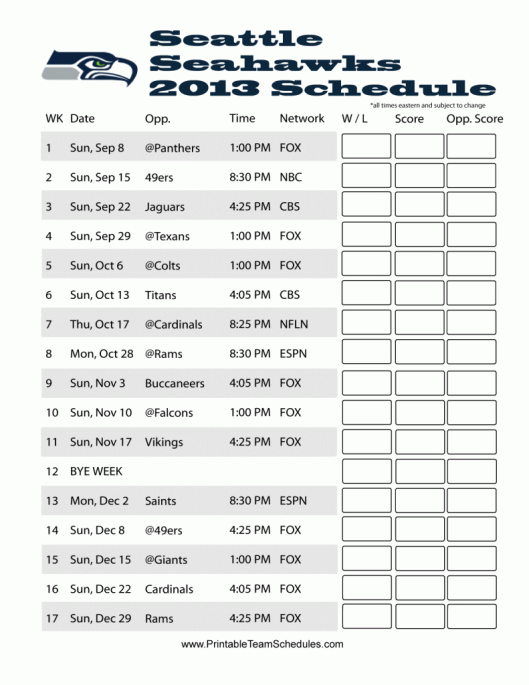 Seattle
Seahawks
2013 Schedule
*all times eastern and subject to change
WK Date Opp. Time Network W / L Score Opp. Score
1 Sun, Sep 8 @Panthers 1:00 PM FOX
2 Sun, Sep 15 49ers 8:30 PM NBC
3 Sun, Sep 22 Jaguars 4:25 PM CBS
4 Sun, Sep 29 @Texans 1:00 PM FOX
5 Sun, Oct 6 @Colts 1:00 PM FOX
6 Sun, Oct 13 Titans 4:05 PM CBS
7 Thu, Oct 17 @Cardinals 8:25 PM NFLN
8 Mon, Oct 28 @Rams 8:30 PM ESPN
9 Sun, Nov 3 Buccaneers 4:05 PM FOX
10 Sun, Nov 10 @Falcons 1:00 PM FOX
11 Sun, Nov 17 Vikings 4:25 PM FOX
12 BYE WEEK
13 Mon, Dec 2 Saints 8:30 PM ESPN
14 Sun, Dec 8 @49ers 4:25 PM FOX
15 Sun, Dec 15 @Giants 1:00 PM FOX
16 Sun, Dec 22 Cardinals 4:05 PM FOX
17 Sun, Dec 29 Rams 4:25 PM FOX
www.PrintableTeamSchedules.com